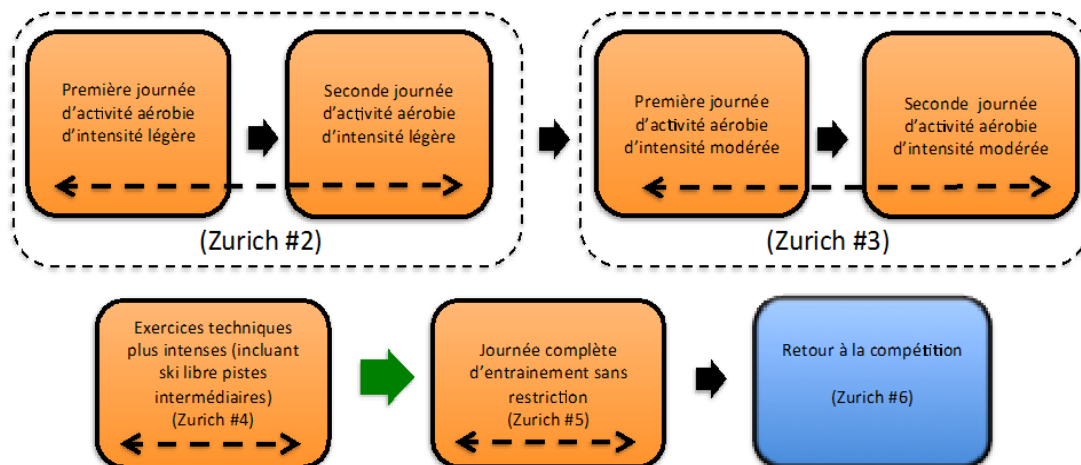 Première journée
d'activité aérobie
d'intensité légère
Seconde journée
d'activité aérobie
d'intensité légère
(Zurich #2)
Première journée
d'activité aérobie
d'intensité modérée
Seconde journée
d'activité aérobie
d'intensité modérée
(Zurich #3)
Exercices techniques
plus intenses (incluant
ski libre pistes
intermédiaires)
(Zurich #4)
Journée complète
d'entrainement sans
restriction
(Zurich #5)
Retour à la compétition
(Zurich #6)